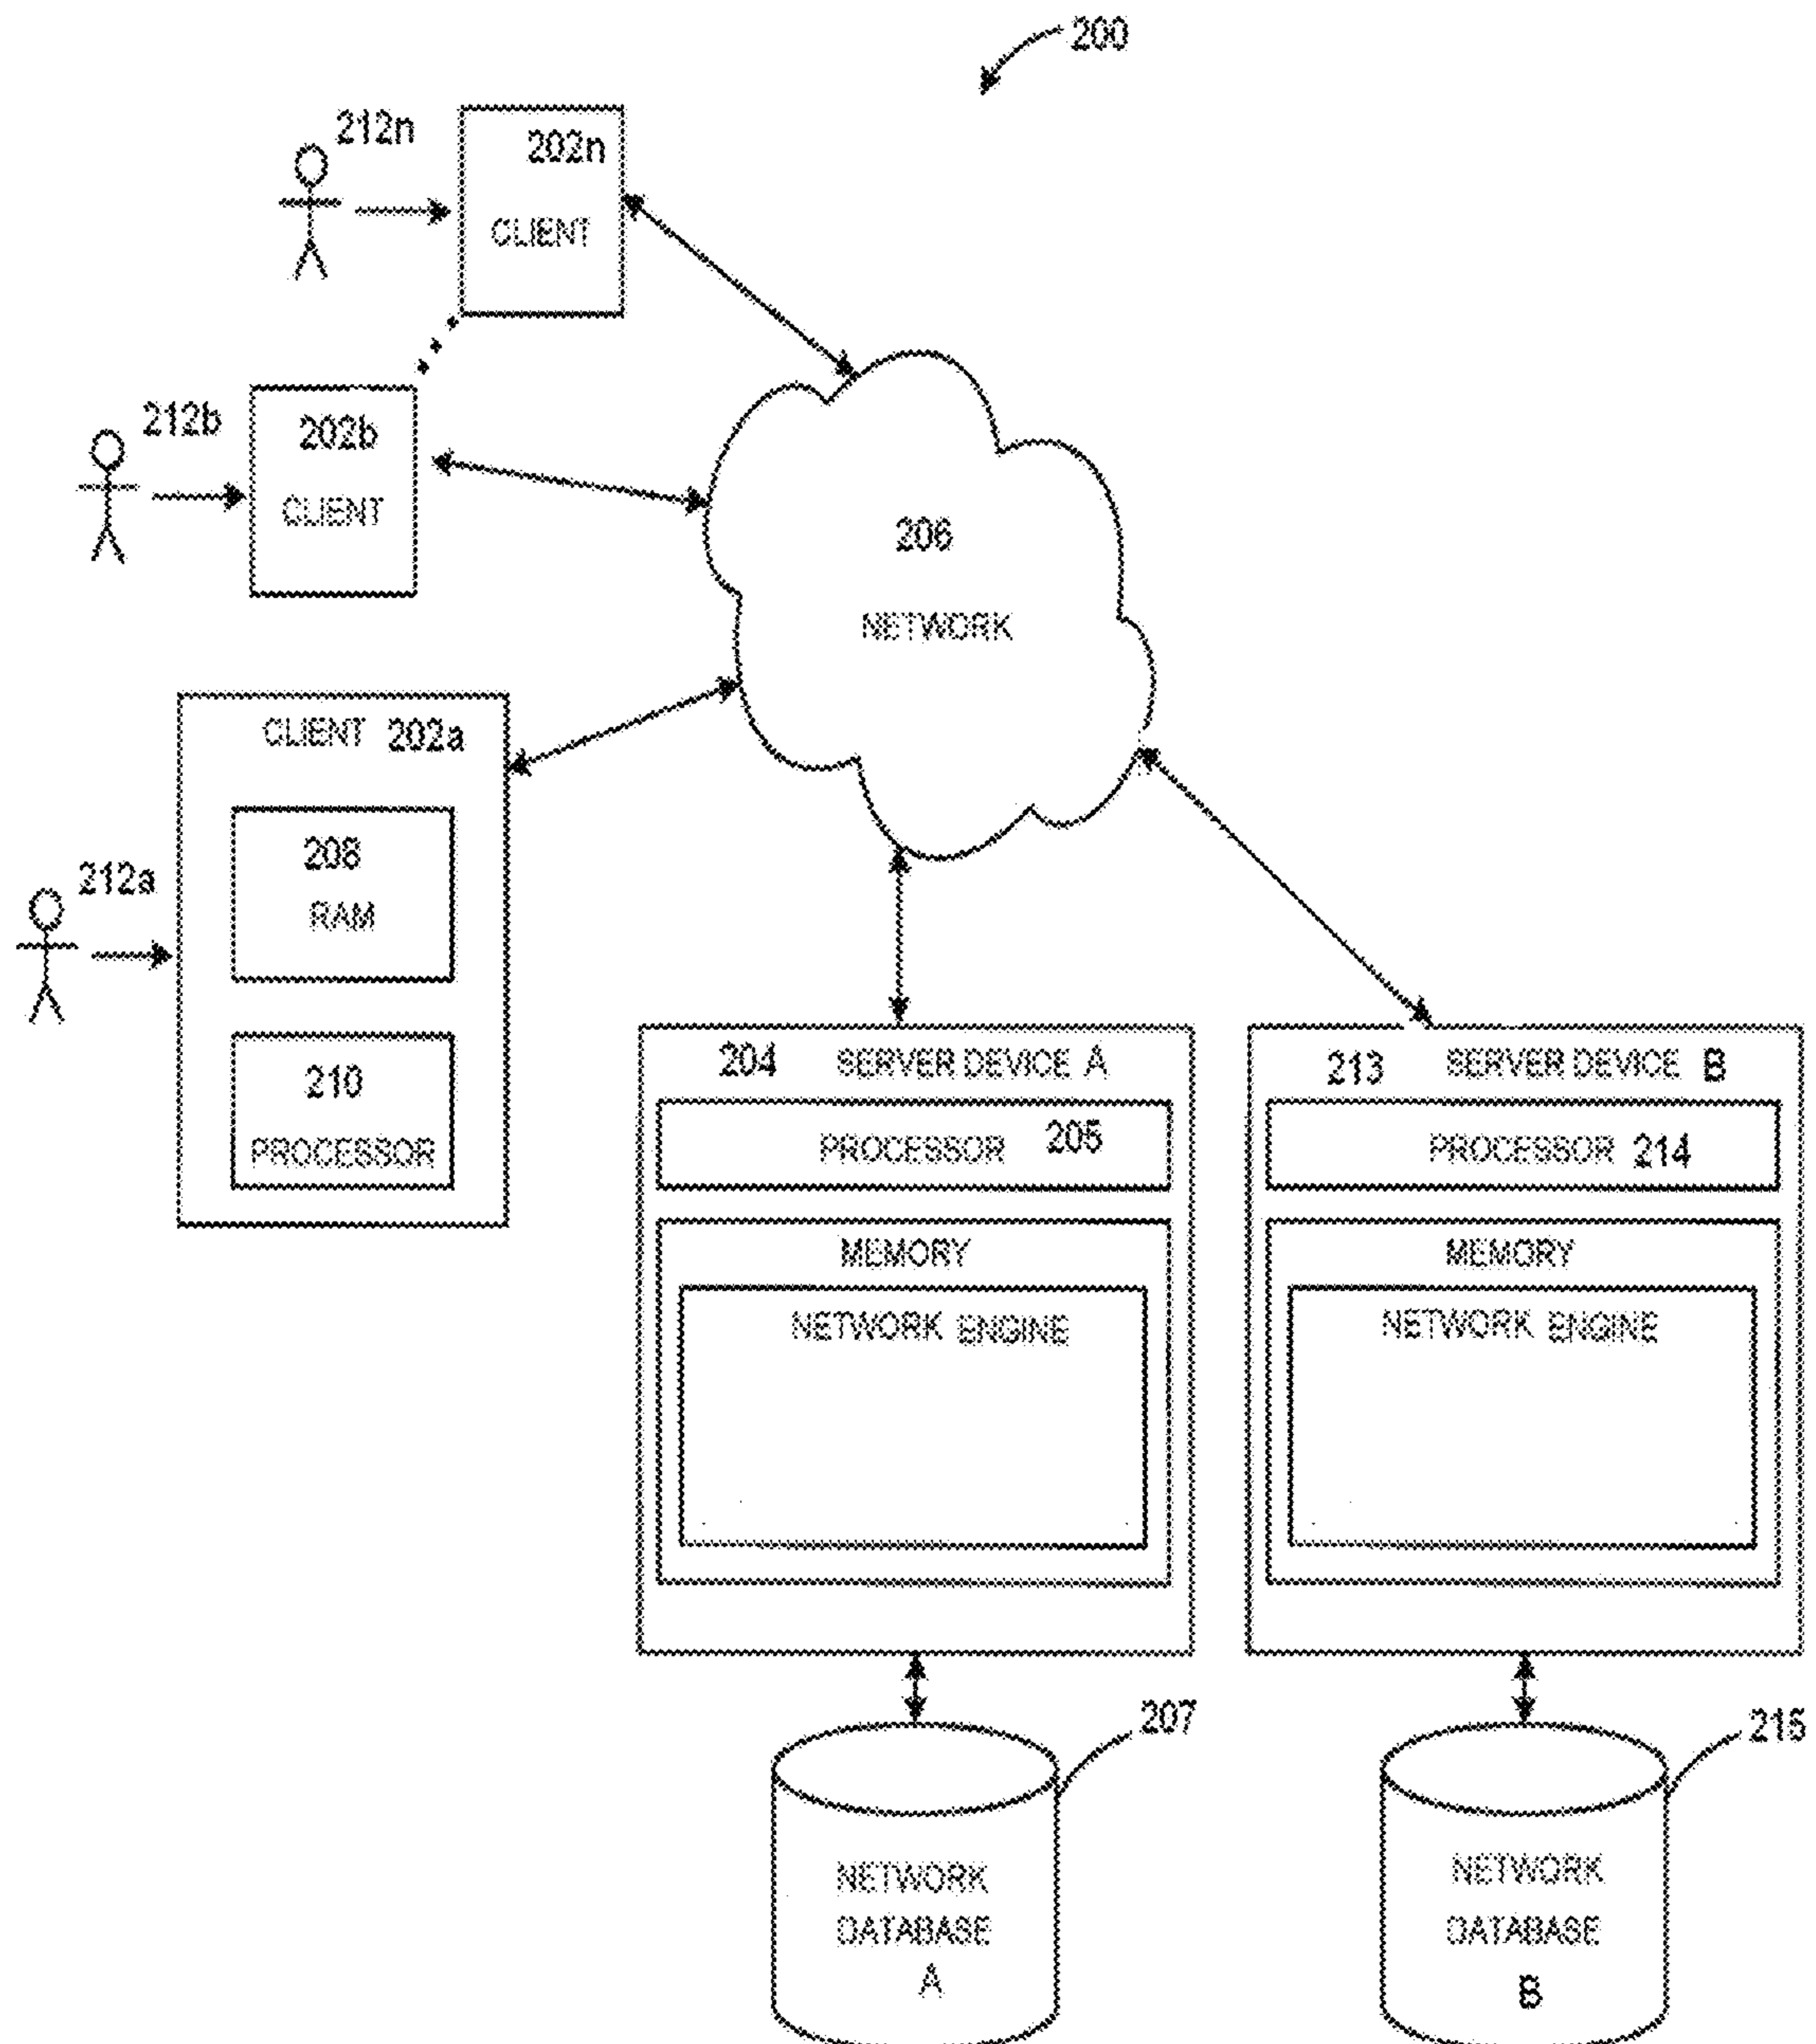 200
212n
202n
CLIENT
212b
202b
CLIENT
206
NETWORK
CLIENT 202a
208
RAM
212a
210
PROCESSOR
204 SERVER DEVICE A
PROCESSOR 205
MEMORY
NETWORK ENGINE
213 SERVER DEVICE B
PROCESSOR 214
MEMORY
NETWORK ENGINE
207
NETWORK
DATABASE
A
215
NETWORK
DATABASE
B